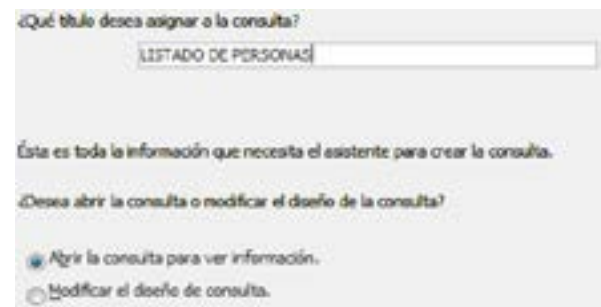 ¿Qué título desea asignar a la consulta?
LISTADO DE PERSONAS
Ésta es toda la información que necesita el asistente para crear la consulta.
¿Desea abrir la consulta o modificar el diseño de la consulta?
Abrir la consulta para ver información.
Modificar el diseño de consulta.